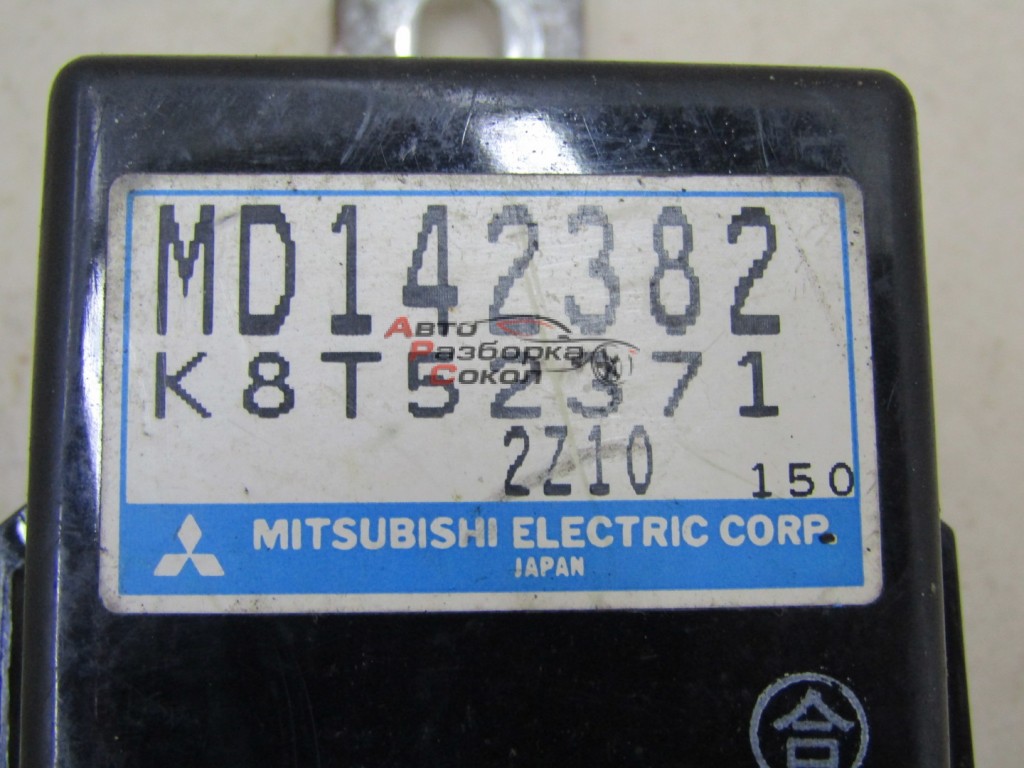 MD142382
K8T52371
Авто
Разборка
Сокол
2Z10
150
MITSUBISHI ELECTRIC CORP.
JAPAN
合